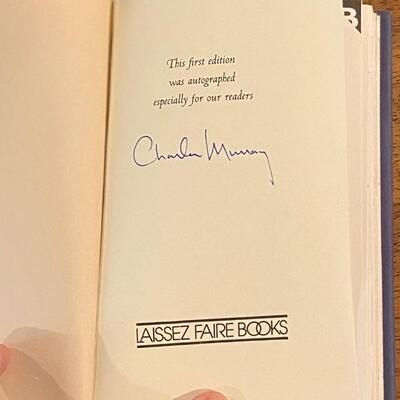 This first edition
was autographed
especially for our readers
Charles Murray
LAISSEZ FAIRE BOOKS